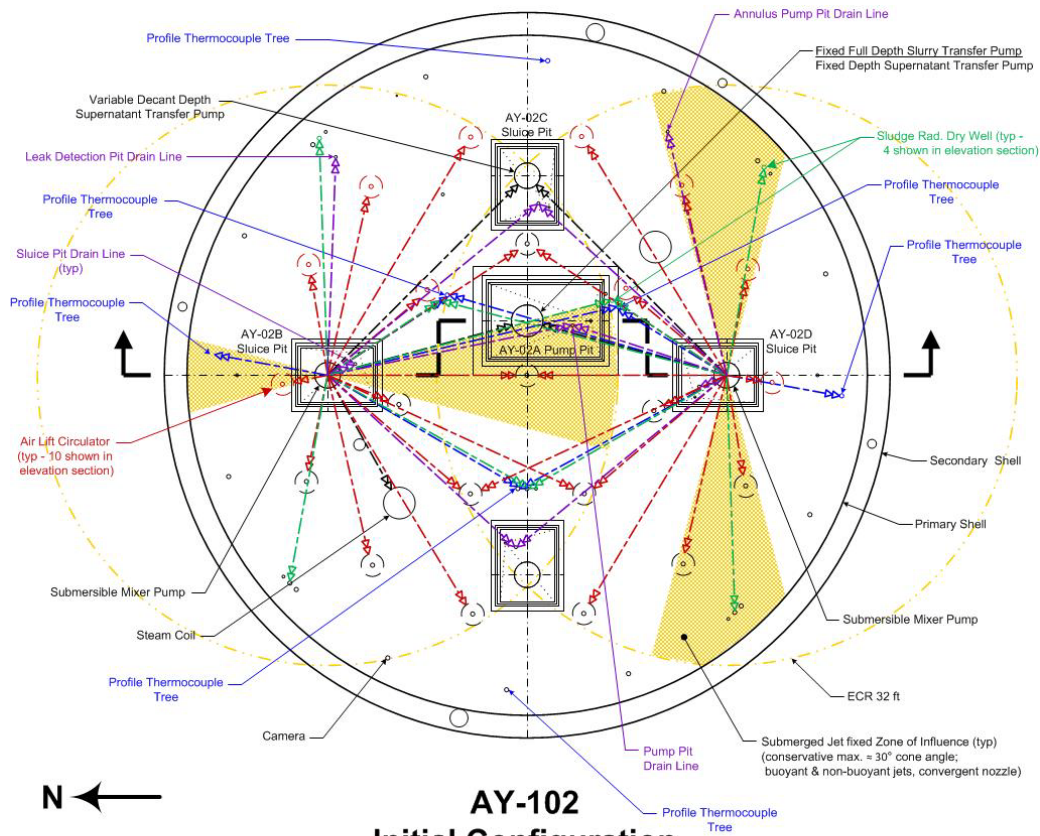 Annulus Pump Pit Drain Line
Profile Thermocouple Tree
Fixed Full Depth Slurry Transfer Pump
Fixed Depth Supernatant Transfer Pump
Variable Decant Depth
Supernatant Transfer Pump
AY-02C
Sluice Pit
Sludge Rad. Dry Well (typ -
4 shown in elevation section)
Leak Detection Pit Drain Line
Profile Thermocouple
Tree
Profile Thermocouple
Tree
Sluice Pit Drain Line
(typ)
Profile Thermocouple
Tree
Profile Thermocouple
Tree
AY-02B
Sluice Pit
AY-02D
Sluice Pit
AY-02A Pump Pit
Air Lift Circulator
(typ - 10 shown in
elevation section)
Secondary Shell
Primary Shell
Submersible Mixer Pump
Submersible Mixer Pump
Steam Coil
Profile Thermocouple
Tree
ECR 32 ft
Camera
Pump Pit
Drain Line
Submerged Jet fixed Zone of Influence (typ)
(conservative max. ≈ 30° cone angle;
buoyant & non-buoyant jets, convergent nozzle)
N
AY-102
Profile Thermocouple
Tree
Initial Configuration